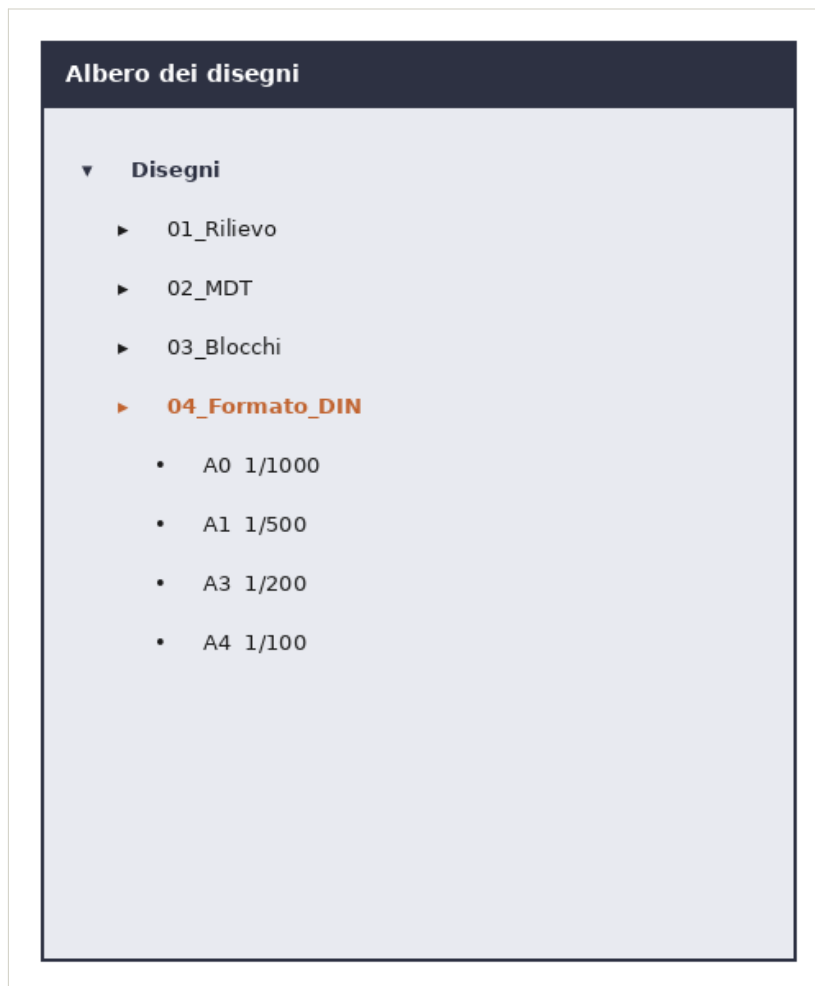 Albero dei disegni
▾ Disegni
▸ 01_Rilievo
▸ 02_MDT
▸ 03_Blocchi
▸ 04_Formato_DIN
• A0 1/1000
• A1 1/500
• A3 1/200
• A4 1/100